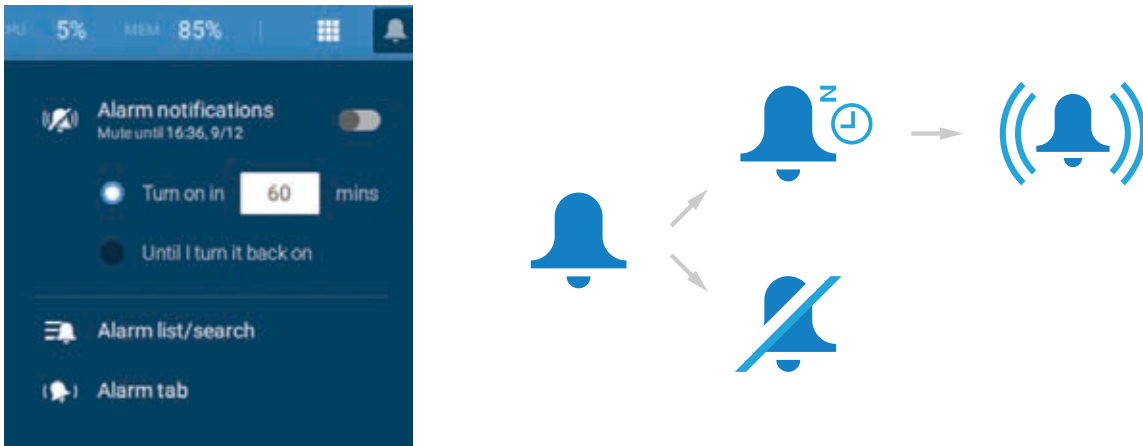 CPU 5% MEM 85%
Alarm notifications
Mute until 16:36, 9/12
Turn on in 60 mins
Until I turn it back on
Alarm list/search
Alarm tab
N